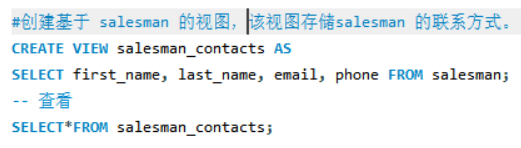 #创建基于 salesman 的视图，该视图存储salesman 的联系方式。
CREATE VIEW salesman_contacts AS
SELECT first_name, last_name, email, phone FROM salesman;
-- 查看
SELECT*FROM salesman_contacts;